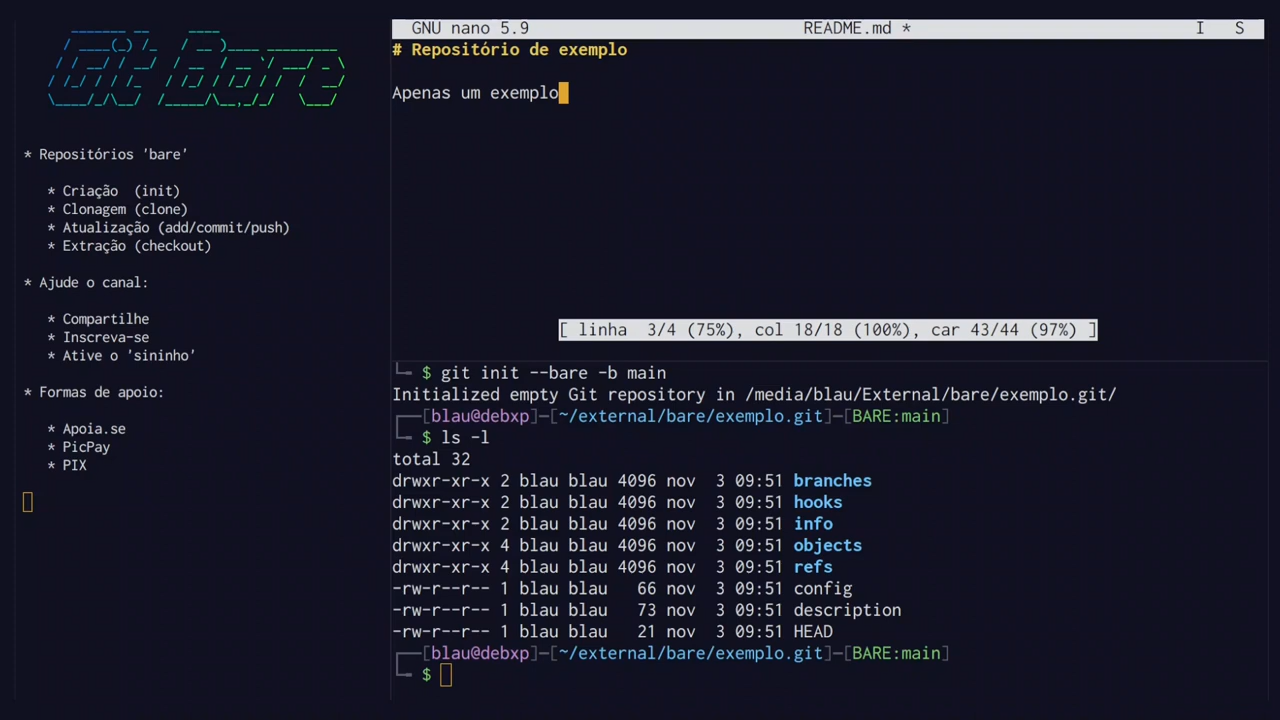 Git Bare
* Repositórios 'bare'
* Criação (init)
* Clonagem (clone)
* Atualização (add/commit/push)
* Extração (checkout)
* Ajude o canal:
* Compartilhe
* Inscreva-se
* Ative o 'sininho'
* Formas de apoio:
* Apoia.se
* PicPay
* PIX
GNU nano 5.9 README.md * I S
# Repositório de exemplo
Apenas um exemplo
[ linha 3/4 (75%), col 18/18 (100%), car 43/44 (97%) ]
└─ $ git init --bare -b main
Initialized empty Git repository in /media/blau/External/bare/exemplo.git/
┌──[blau@debxp]─[~/external/bare/exemplo.git]─[BARE:main]
└─ $ ls -l
total 32
drwxr-xr-x 2 blau blau 4096 nov  3 09:51 branches
drwxr-xr-x 2 blau blau 4096 nov  3 09:51 hooks
drwxr-xr-x 2 blau blau 4096 nov  3 09:51 info
drwxr-xr-x 4 blau blau 4096 nov  3 09:51 objects
drwxr-xr-x 4 blau blau 4096 nov  3 09:51 refs
-rw-r--r-- 1 blau blau   66 nov  3 09:51 config
-rw-r--r-- 1 blau blau   73 nov  3 09:51 description
-rw-r--r-- 1 blau blau   21 nov  3 09:51 HEAD
┌──[blau@debxp]─[~/external/bare/exemplo.git]─[BARE:main]
└─ $